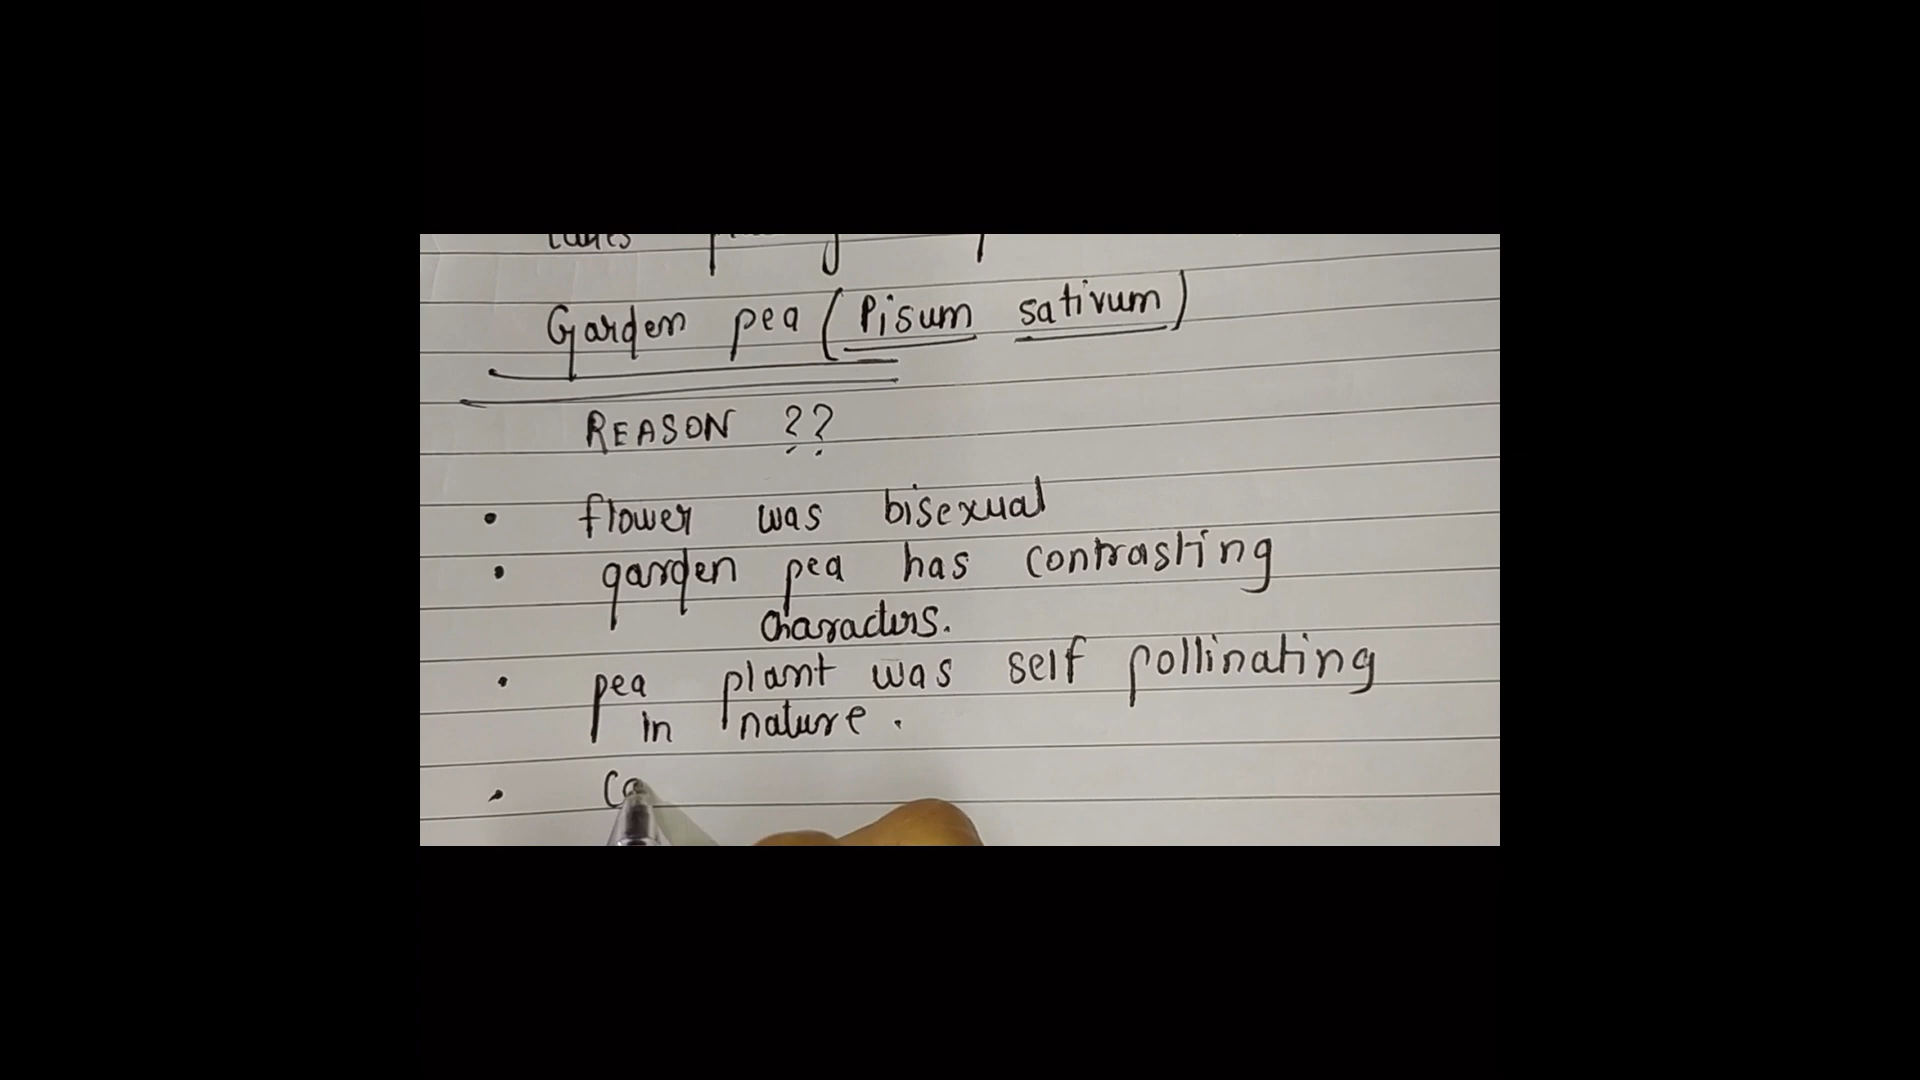 Garden pea (Pisum sativum)
REASON ??
• flower was bisexual
• garden pea has contrasting
characters.
• pea plant was self pollinating
in nature.
• Ca